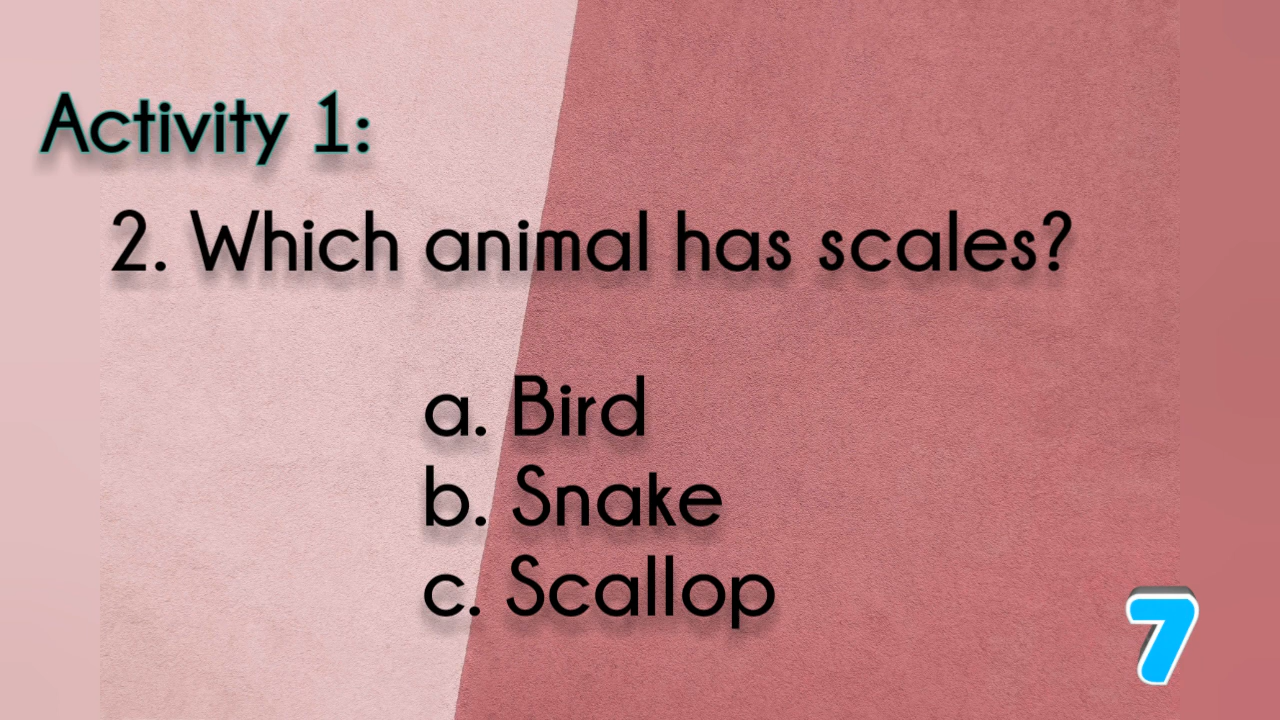 Activity 1:
2. Which animal has scales?
a. Bird
b. Snake
c. Scallop
7